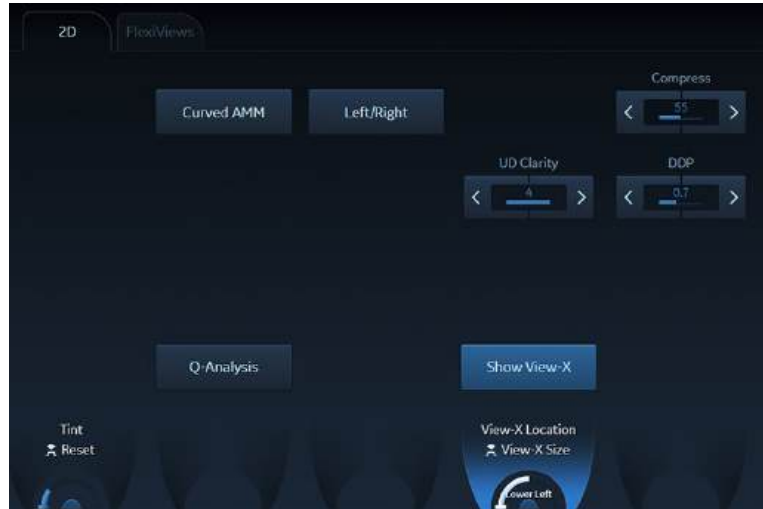 2D
FlexiViews
Compress
Curved AMM
Left/Right
55
UD Clarity
DDP
4
0.7
Q-Analysis
Show View-X
Tint
Reset
View-X Location
View-X Size
Lower Left